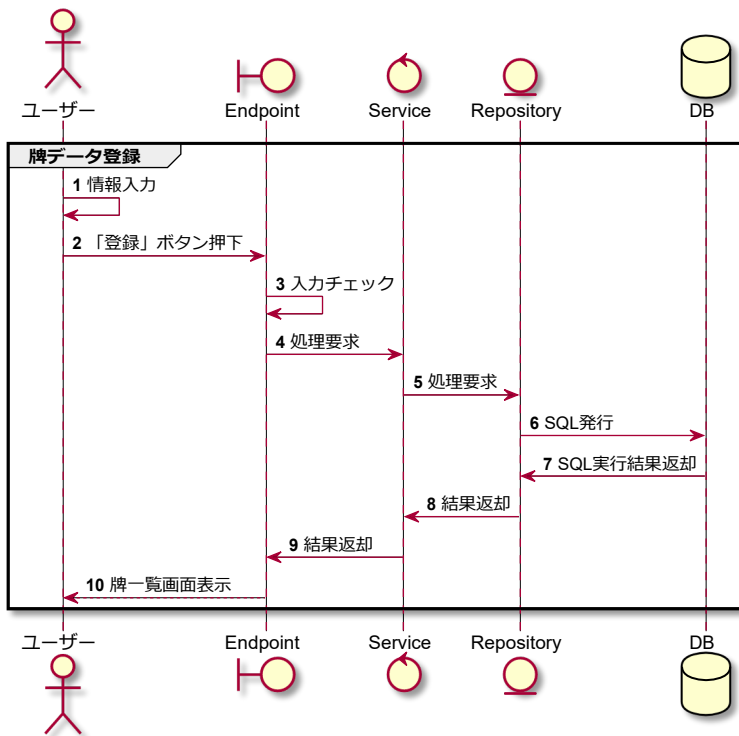 ユーザー
Endpoint
Service
Repository
DB
牌データ登録
1 情報入力
2 「登録」ボタン押下
3 入力チェック
4 処理要求
5 処理要求
6 SQL発行
7 SQL実行結果返却
8 結果返却
9 結果返却
10 牌一覧画面表示
ユーザー
Endpoint
Service
Repository
DB